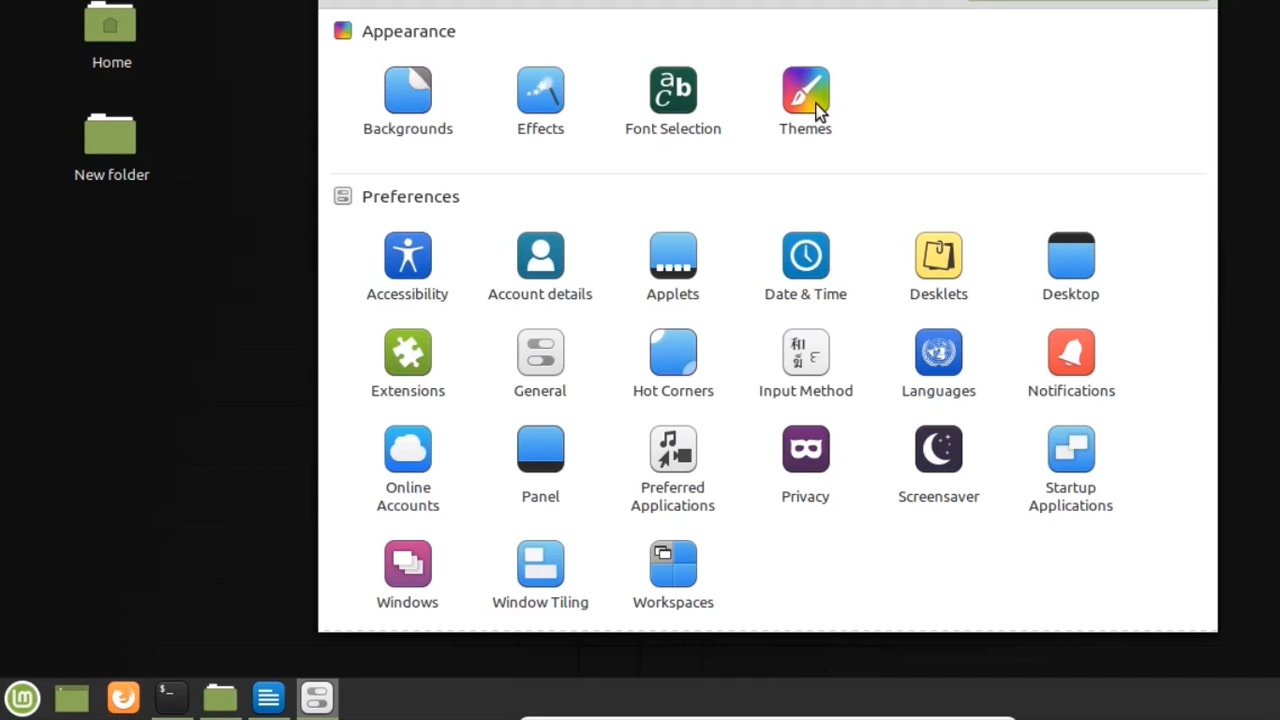 Home
New folder
Appearance
Backgrounds
Effects
Font Selection
Themes
Preferences
Accessibility
Account details
Applets
Date & Time
Desklets
Desktop
Extensions
General
Hot Corners
Input Method
Languages
Notifications
Online
Accounts
Panel
Preferred
Applications
Privacy
Screensaver
Startup
Applications
Windows
Window Tiling
Workspaces